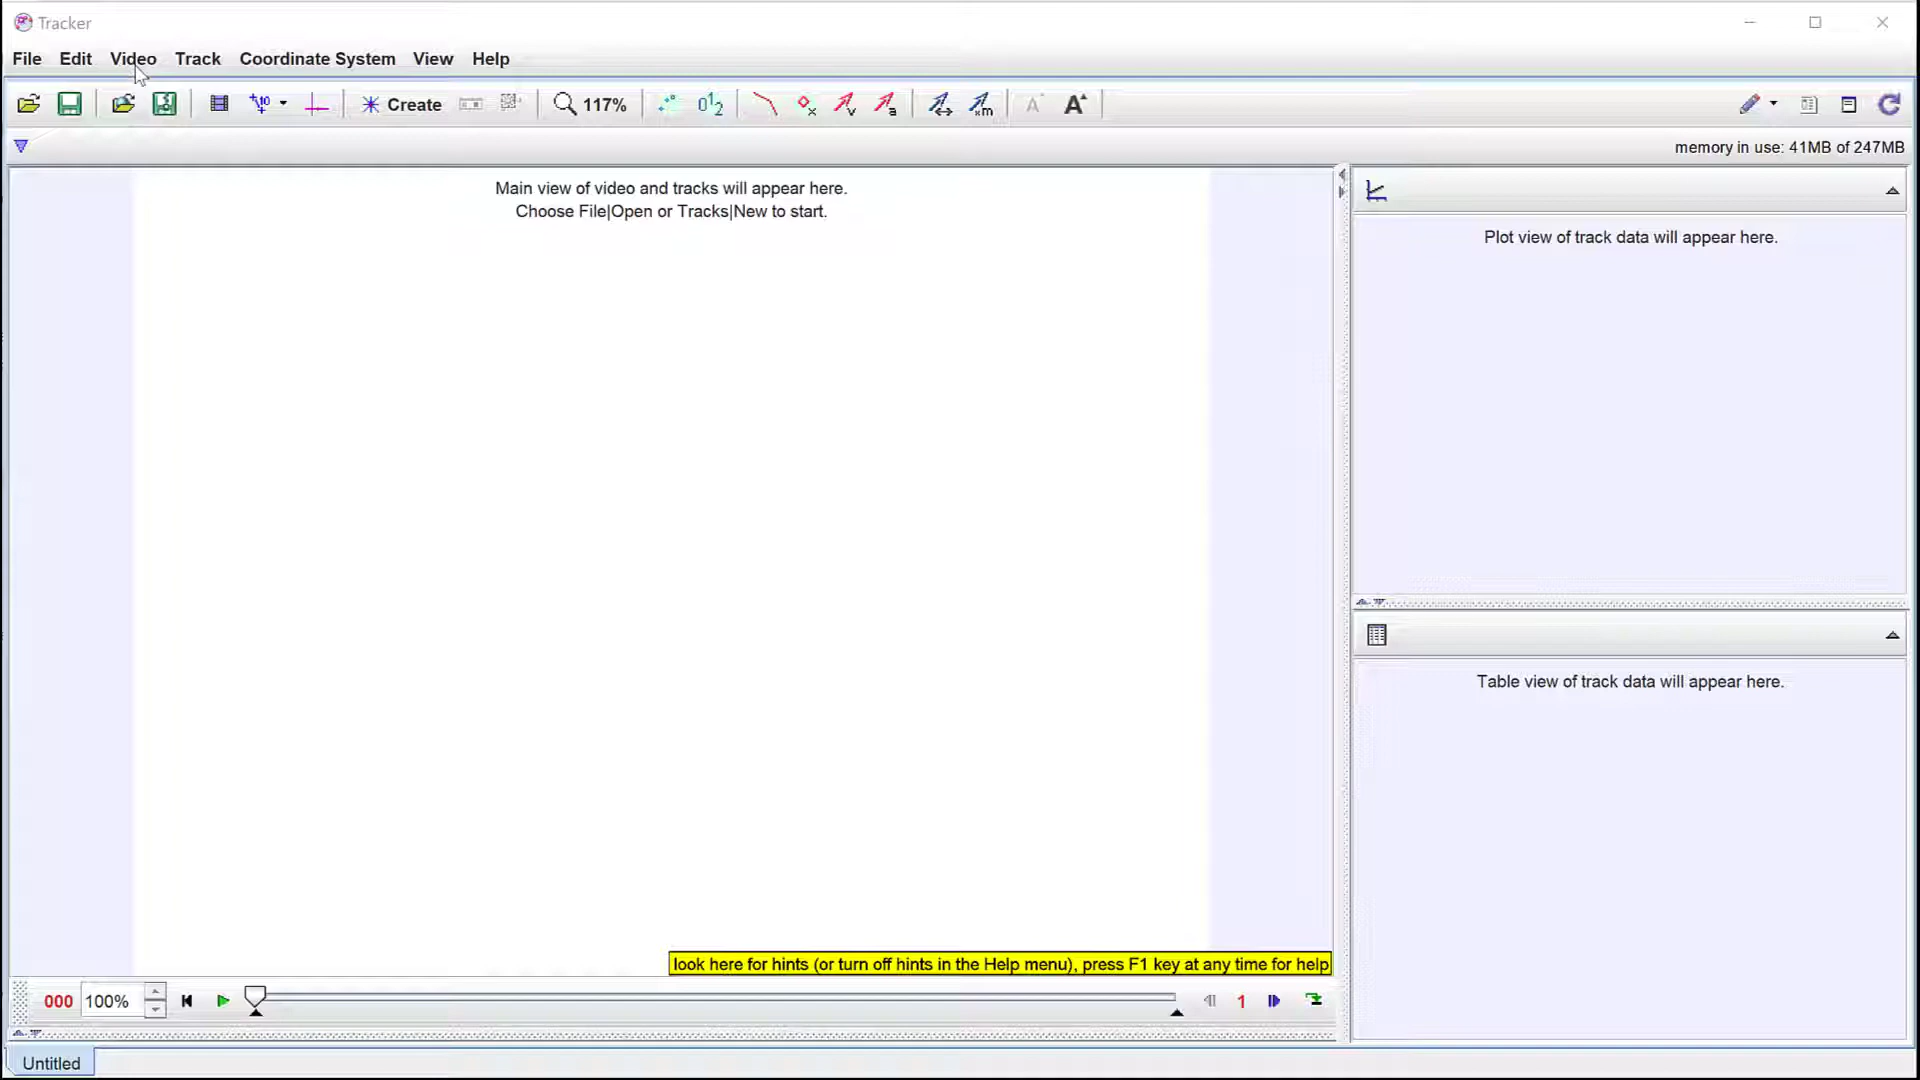 Tracker
File Edit Video Track Coordinate System View Help
Create 117%
memory in use: 41MB of 247MB
Main view of video and tracks will appear here.
Choose File|Open or Tracks|New to start.
Plot view of track data will appear here.
Table view of track data will appear here.
look here for hints (or turn off hints in the Help menu), press F1 key at any time for help
000 100% 1
Untitled